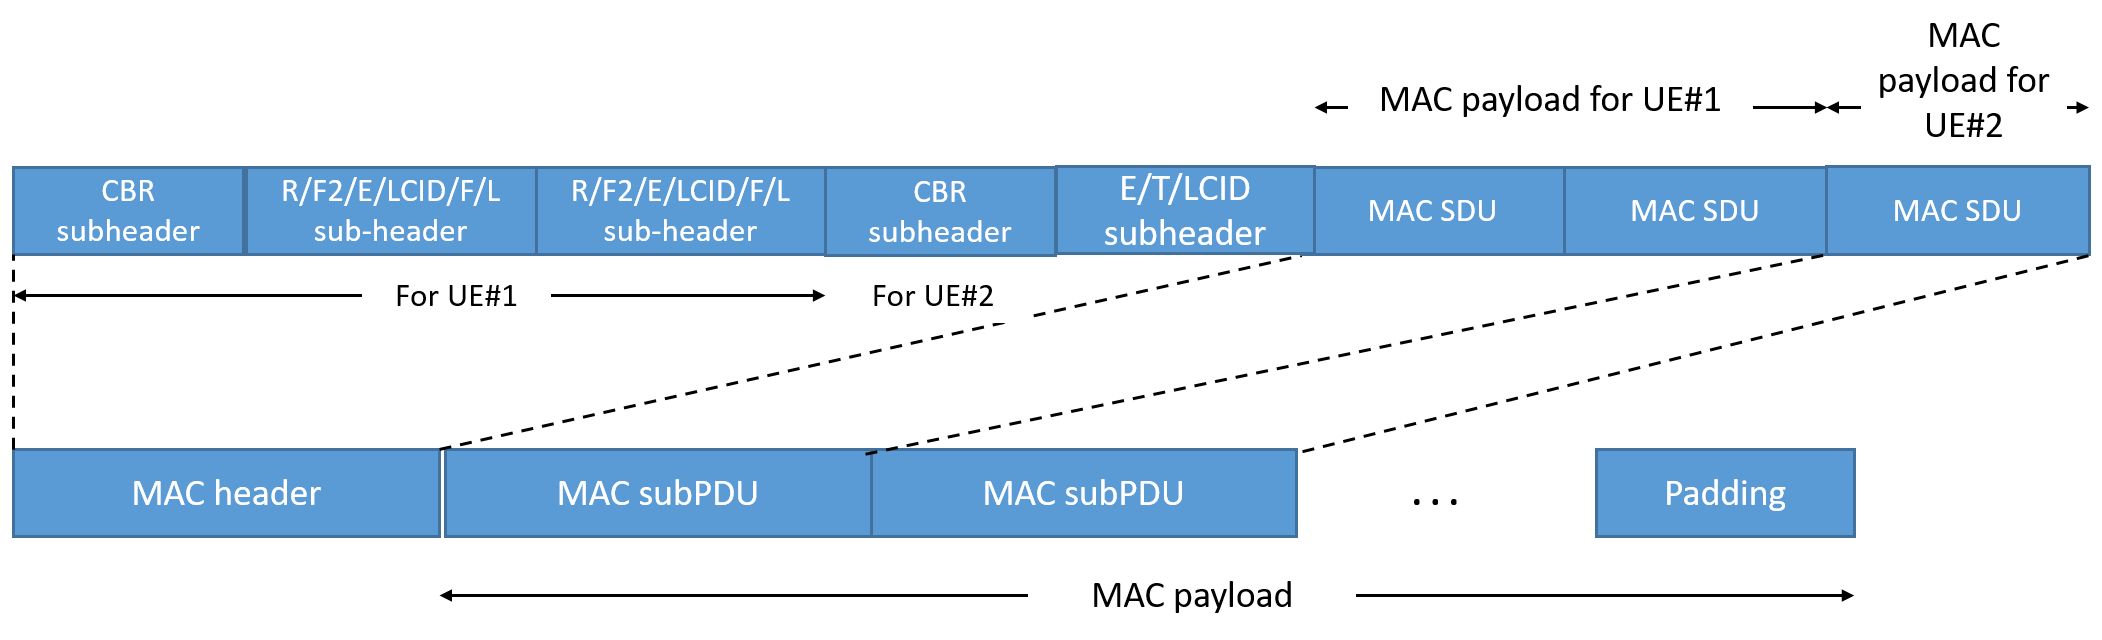 MAC
payload for
UE#2
MAC payload for UE#1
CBR
subheader
R/F2/E/LCID/F/L
sub-header
R/F2/E/LCID/F/L
sub-header
CBR
subheader
E/T/LCID
subheader
MAC SDU
MAC SDU
MAC SDU
For UE#1
For UE#2
MAC header
MAC subPDU
MAC subPDU
...
Padding
MAC payload